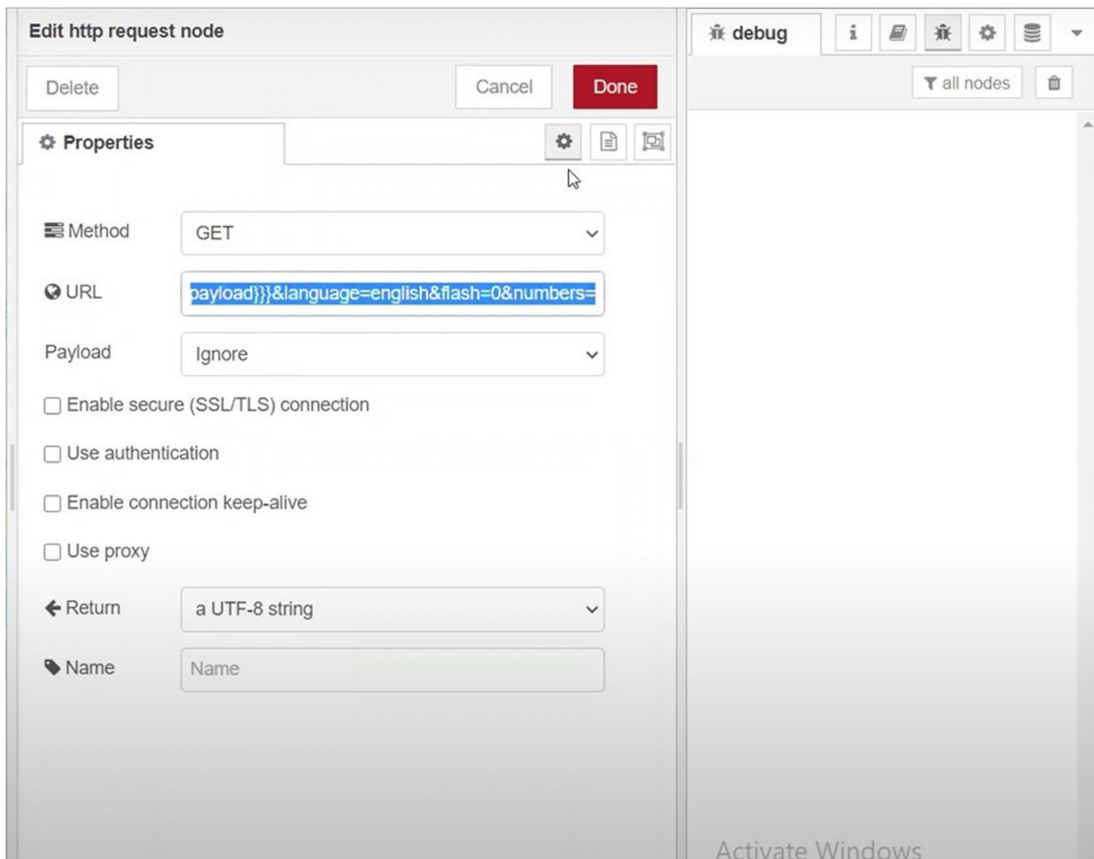 Edit http request node
debug
Delete
Cancel
Done
all nodes
Properties
Method
GET
URL
payload}}}&language=english&flash=0&numbers=
Payload
Ignore
Enable secure (SSL/TLS) connection
Use authentication
Enable connection keep-alive
Use proxy
Return
a UTF-8 string
Name
Name
Activate Windows